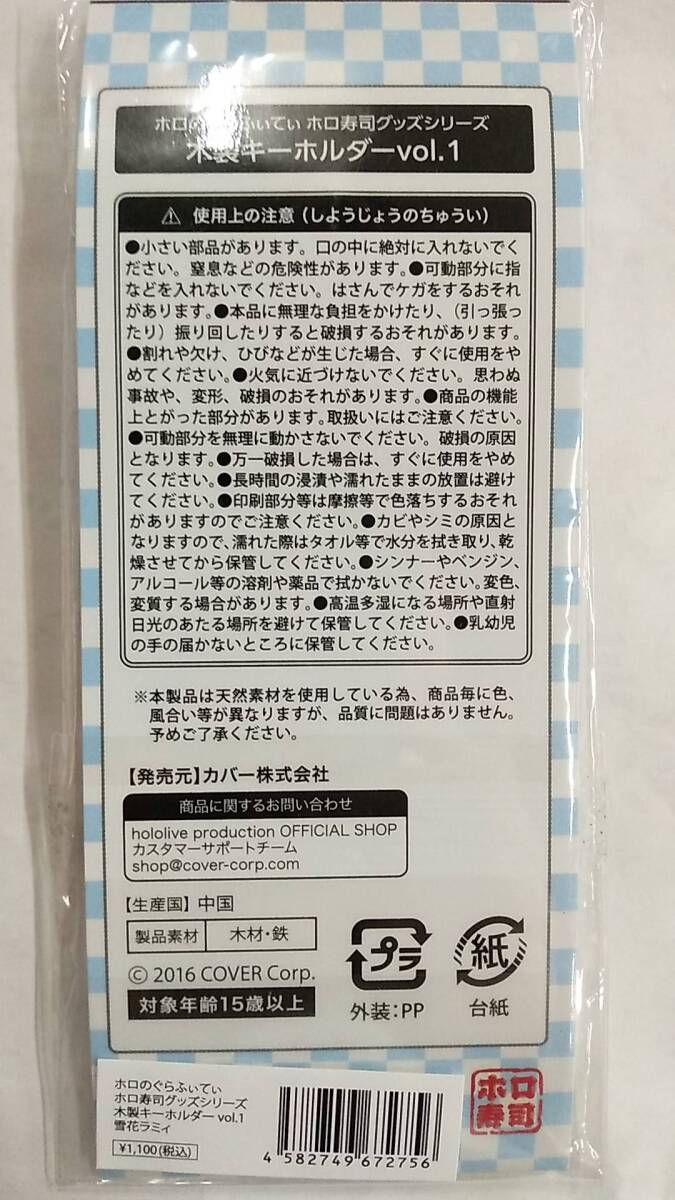 ホロのぐらふぃてぃ ホロ寿司グッズシリーズ
木製キーホルダーvol.1
使用上の注意（しようじょうのちゅうい）
●小さい部品があります。口の中に絶対に入れないでく
ださい。窒息などの危険性があります。●可動部分に指
などを入れないでください。はさんでケガをするおそれ
があります。●本品に無理な負担をかけたり、（引っ張っ
たり）振り回したりすると破損するおそれがあります。
●割れや欠け、ひびなどが生じた場合、すぐに使用をや
めてください。●火気に近づけないでください。思わぬ
事故や、変形、破損のおそれがあります。●商品の機能
上とがった部分があります。取扱いにはご注意ください。
●可動部分を無理に動かさないでください。破損の原因
となります。●万一破損した場合は、すぐに使用をやめ
てください。●長時間の浸漬や濡れたままの放置は避け
てください。●印刷部分等は摩擦等で色落ちするおそれ
がありますのでご注意ください。●カビやシミの原因と
なりますので、濡れた際はタオル等で水分を拭き取り、乾
燥させてから保管してください。●シンナーやベンジン、
アルコール等の溶剤や薬品で拭かないでください。変色、
変質する場合があります。●高温多湿になる場所や直射
日光のあたる場所を避けて保管してください。●乳幼児
の手の届かないところに保管してください。
※本製品は天然素材を使用している為、商品毎に色、
風合い等が異なりますが、品質に問題はありません。
予めご了承ください。
【発売元】カバー株式会社
商品に関するお問い合わせ
hololive production OFFICIAL SHOP
カスタマーサポートチーム
shop@cover-corp.com
【生産国】中国
製品素材 木材・鉄
© 2016 COVER Corp.
対象年齢15歳以上
プラ
外装:PP
紙
台紙
ホロのぐらふぃてぃ
ホロ寿司グッズシリーズ
木製キーホルダー vol.1
雪花ラミィ
¥1,100(税込)
4 582749 672756
ホロ
寿司